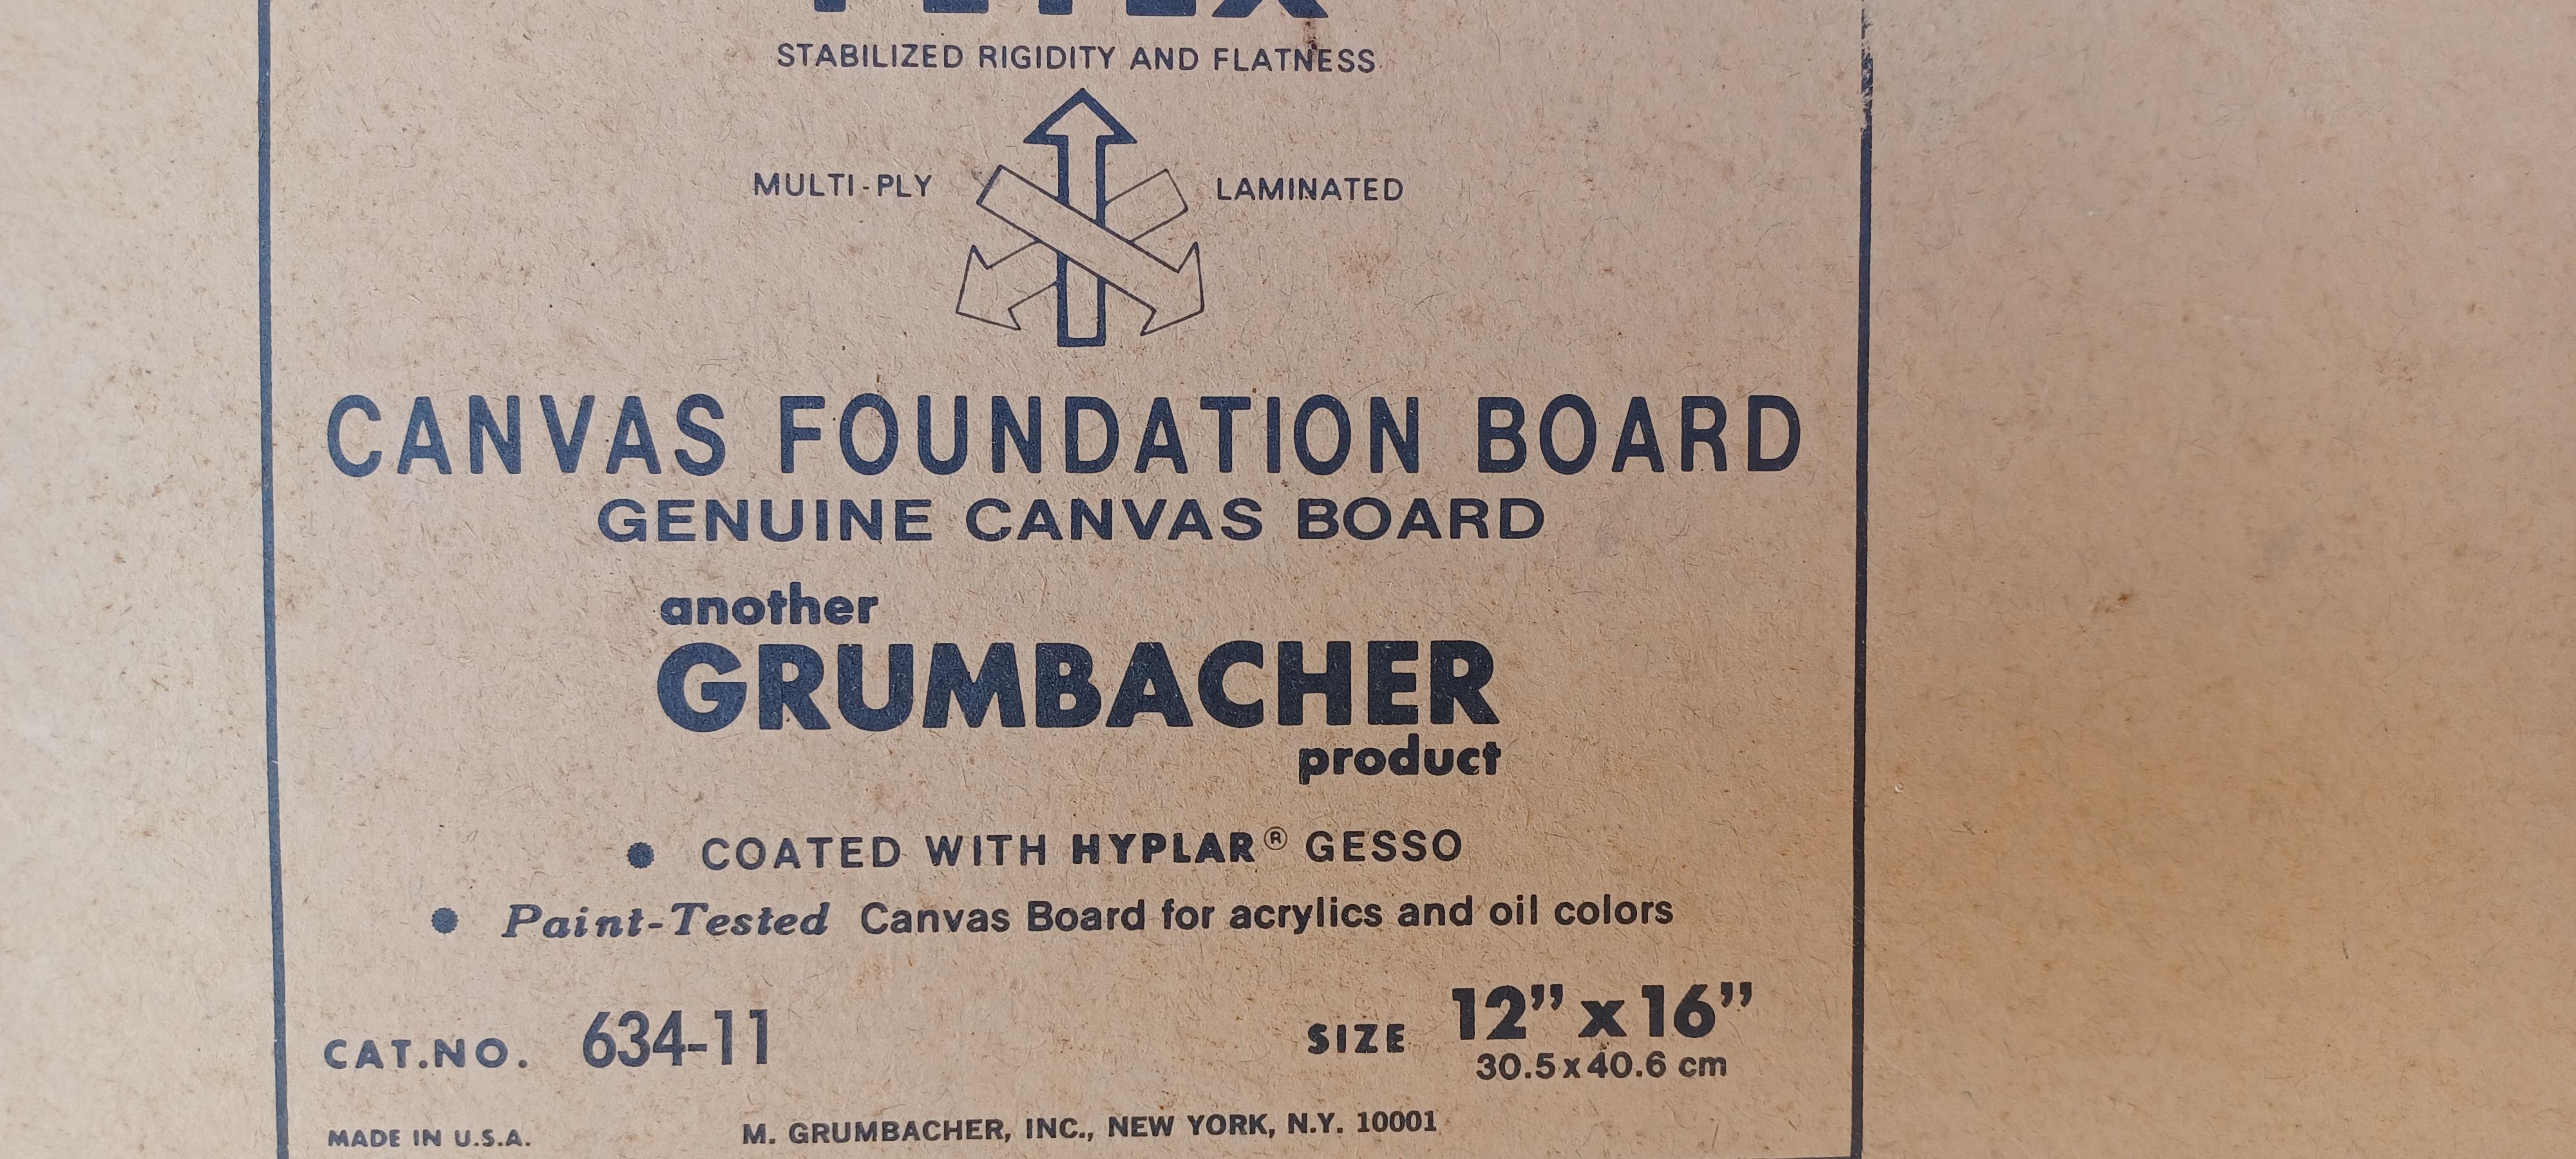 STABILIZED RIGIDITY AND FLATNESS
MULTI-PLY LAMINATED
CANVAS FOUNDATION BOARD
GENUINE CANVAS BOARD
another
GRUMBACHER
product
• COATED WITH HYPLAR® GESSO
• Paint-Tested Canvas Board for acrylics and oil colors
CAT.NO. 634-11 SIZE 12” x 16”
30.5x40.6 cm
MADE IN U.S.A. M. GRUMBACHER, INC., NEW YORK, N.Y. 10001